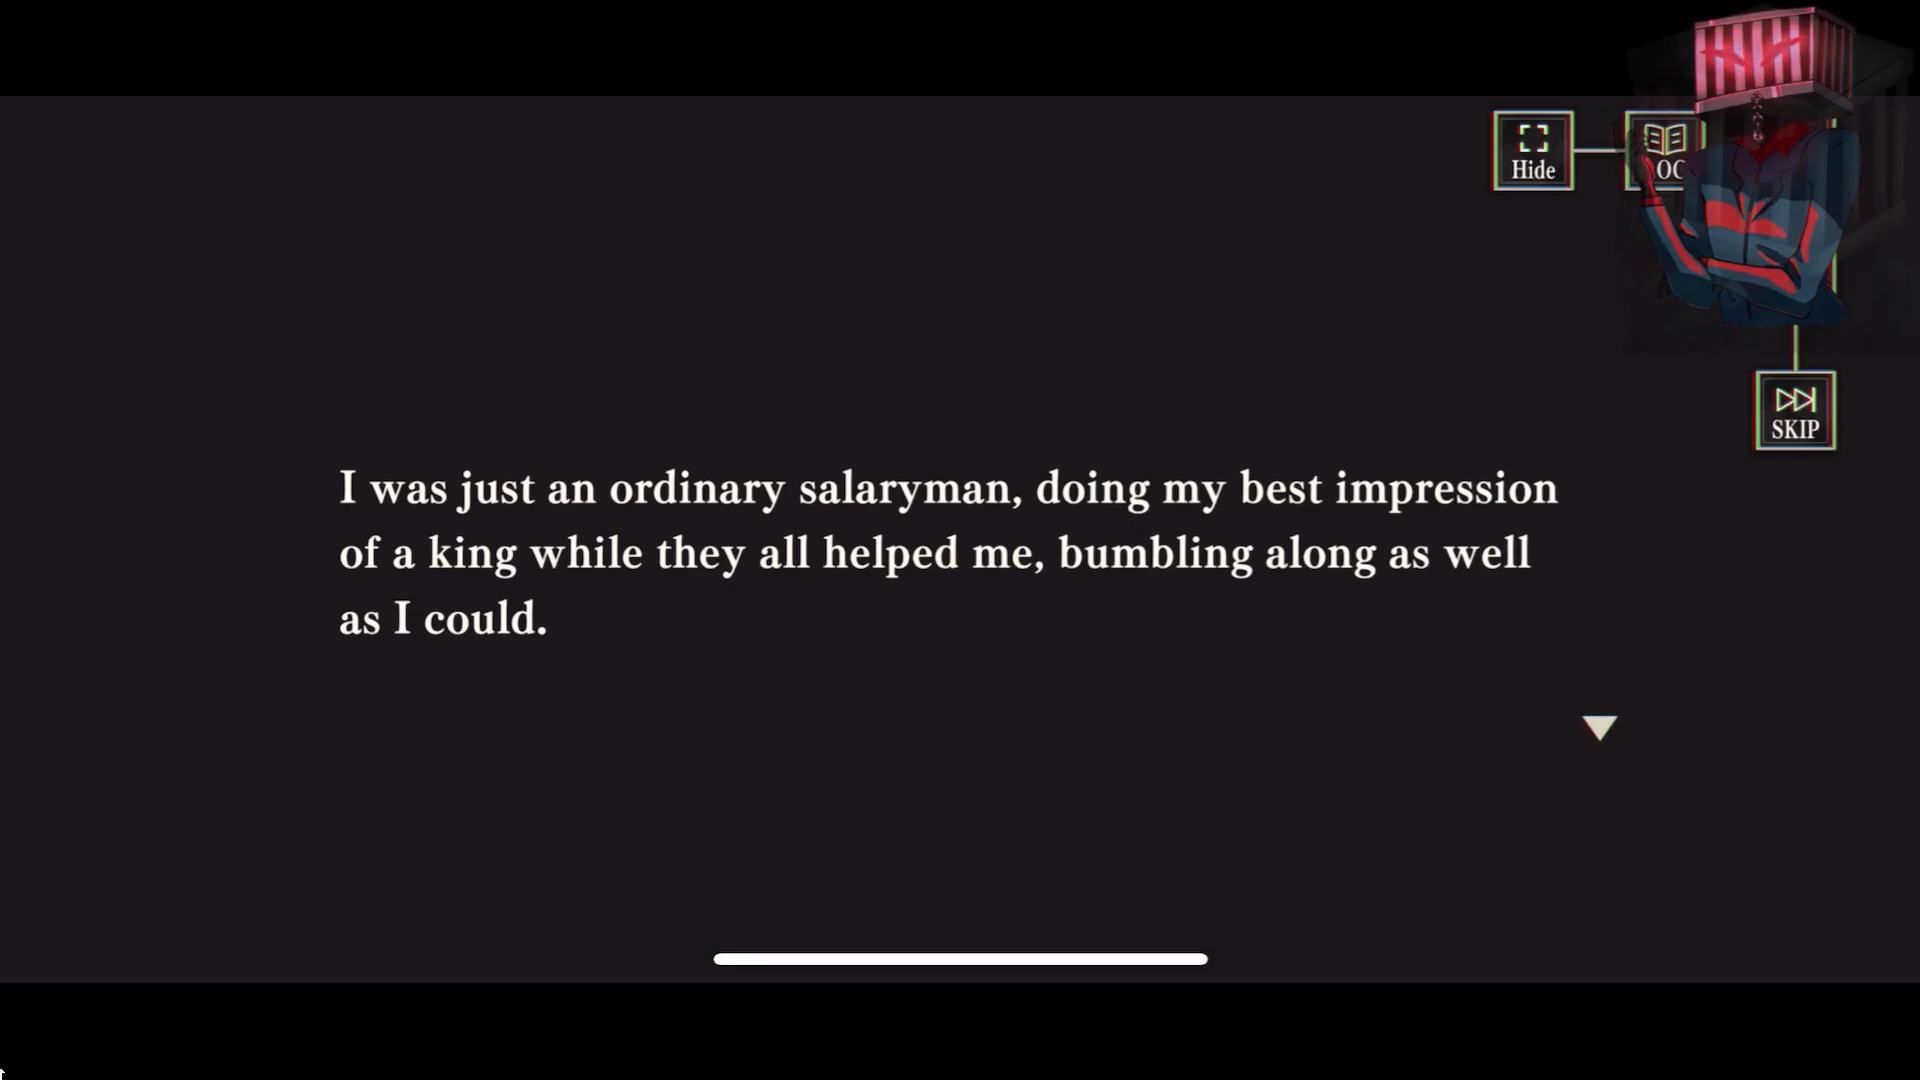 Hide
SKIP
I was just an ordinary salaryman, doing my best impression
of a king while they all helped me, bumbling along as well
as I could.